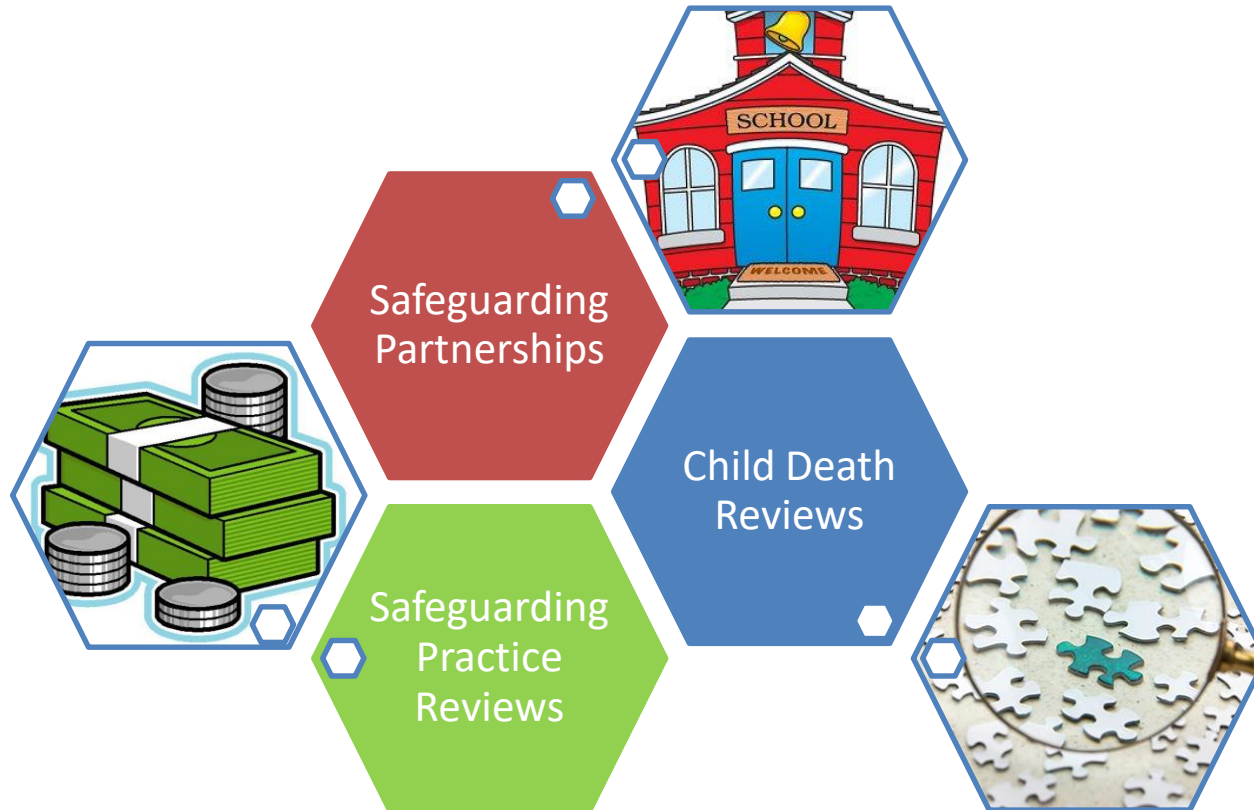 SCHOOL
WELCOME
Safeguarding
Partnerships
Child Death
Reviews
Safeguarding
Practice
Reviews